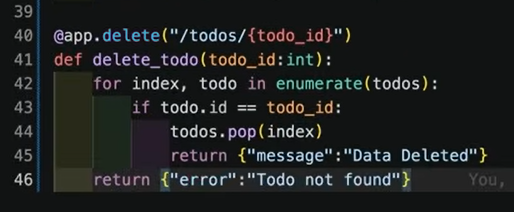 39
40 @app.delete("/todos/{todo_id}")
41 def delete_todo(todo_id:int):
42     for index, todo in enumerate(todos):
43         if todo.id == todo_id:
44             todos.pop(index)
45             return {"message":"Data Deleted"}
46     return {"error":"Todo not found"} You,